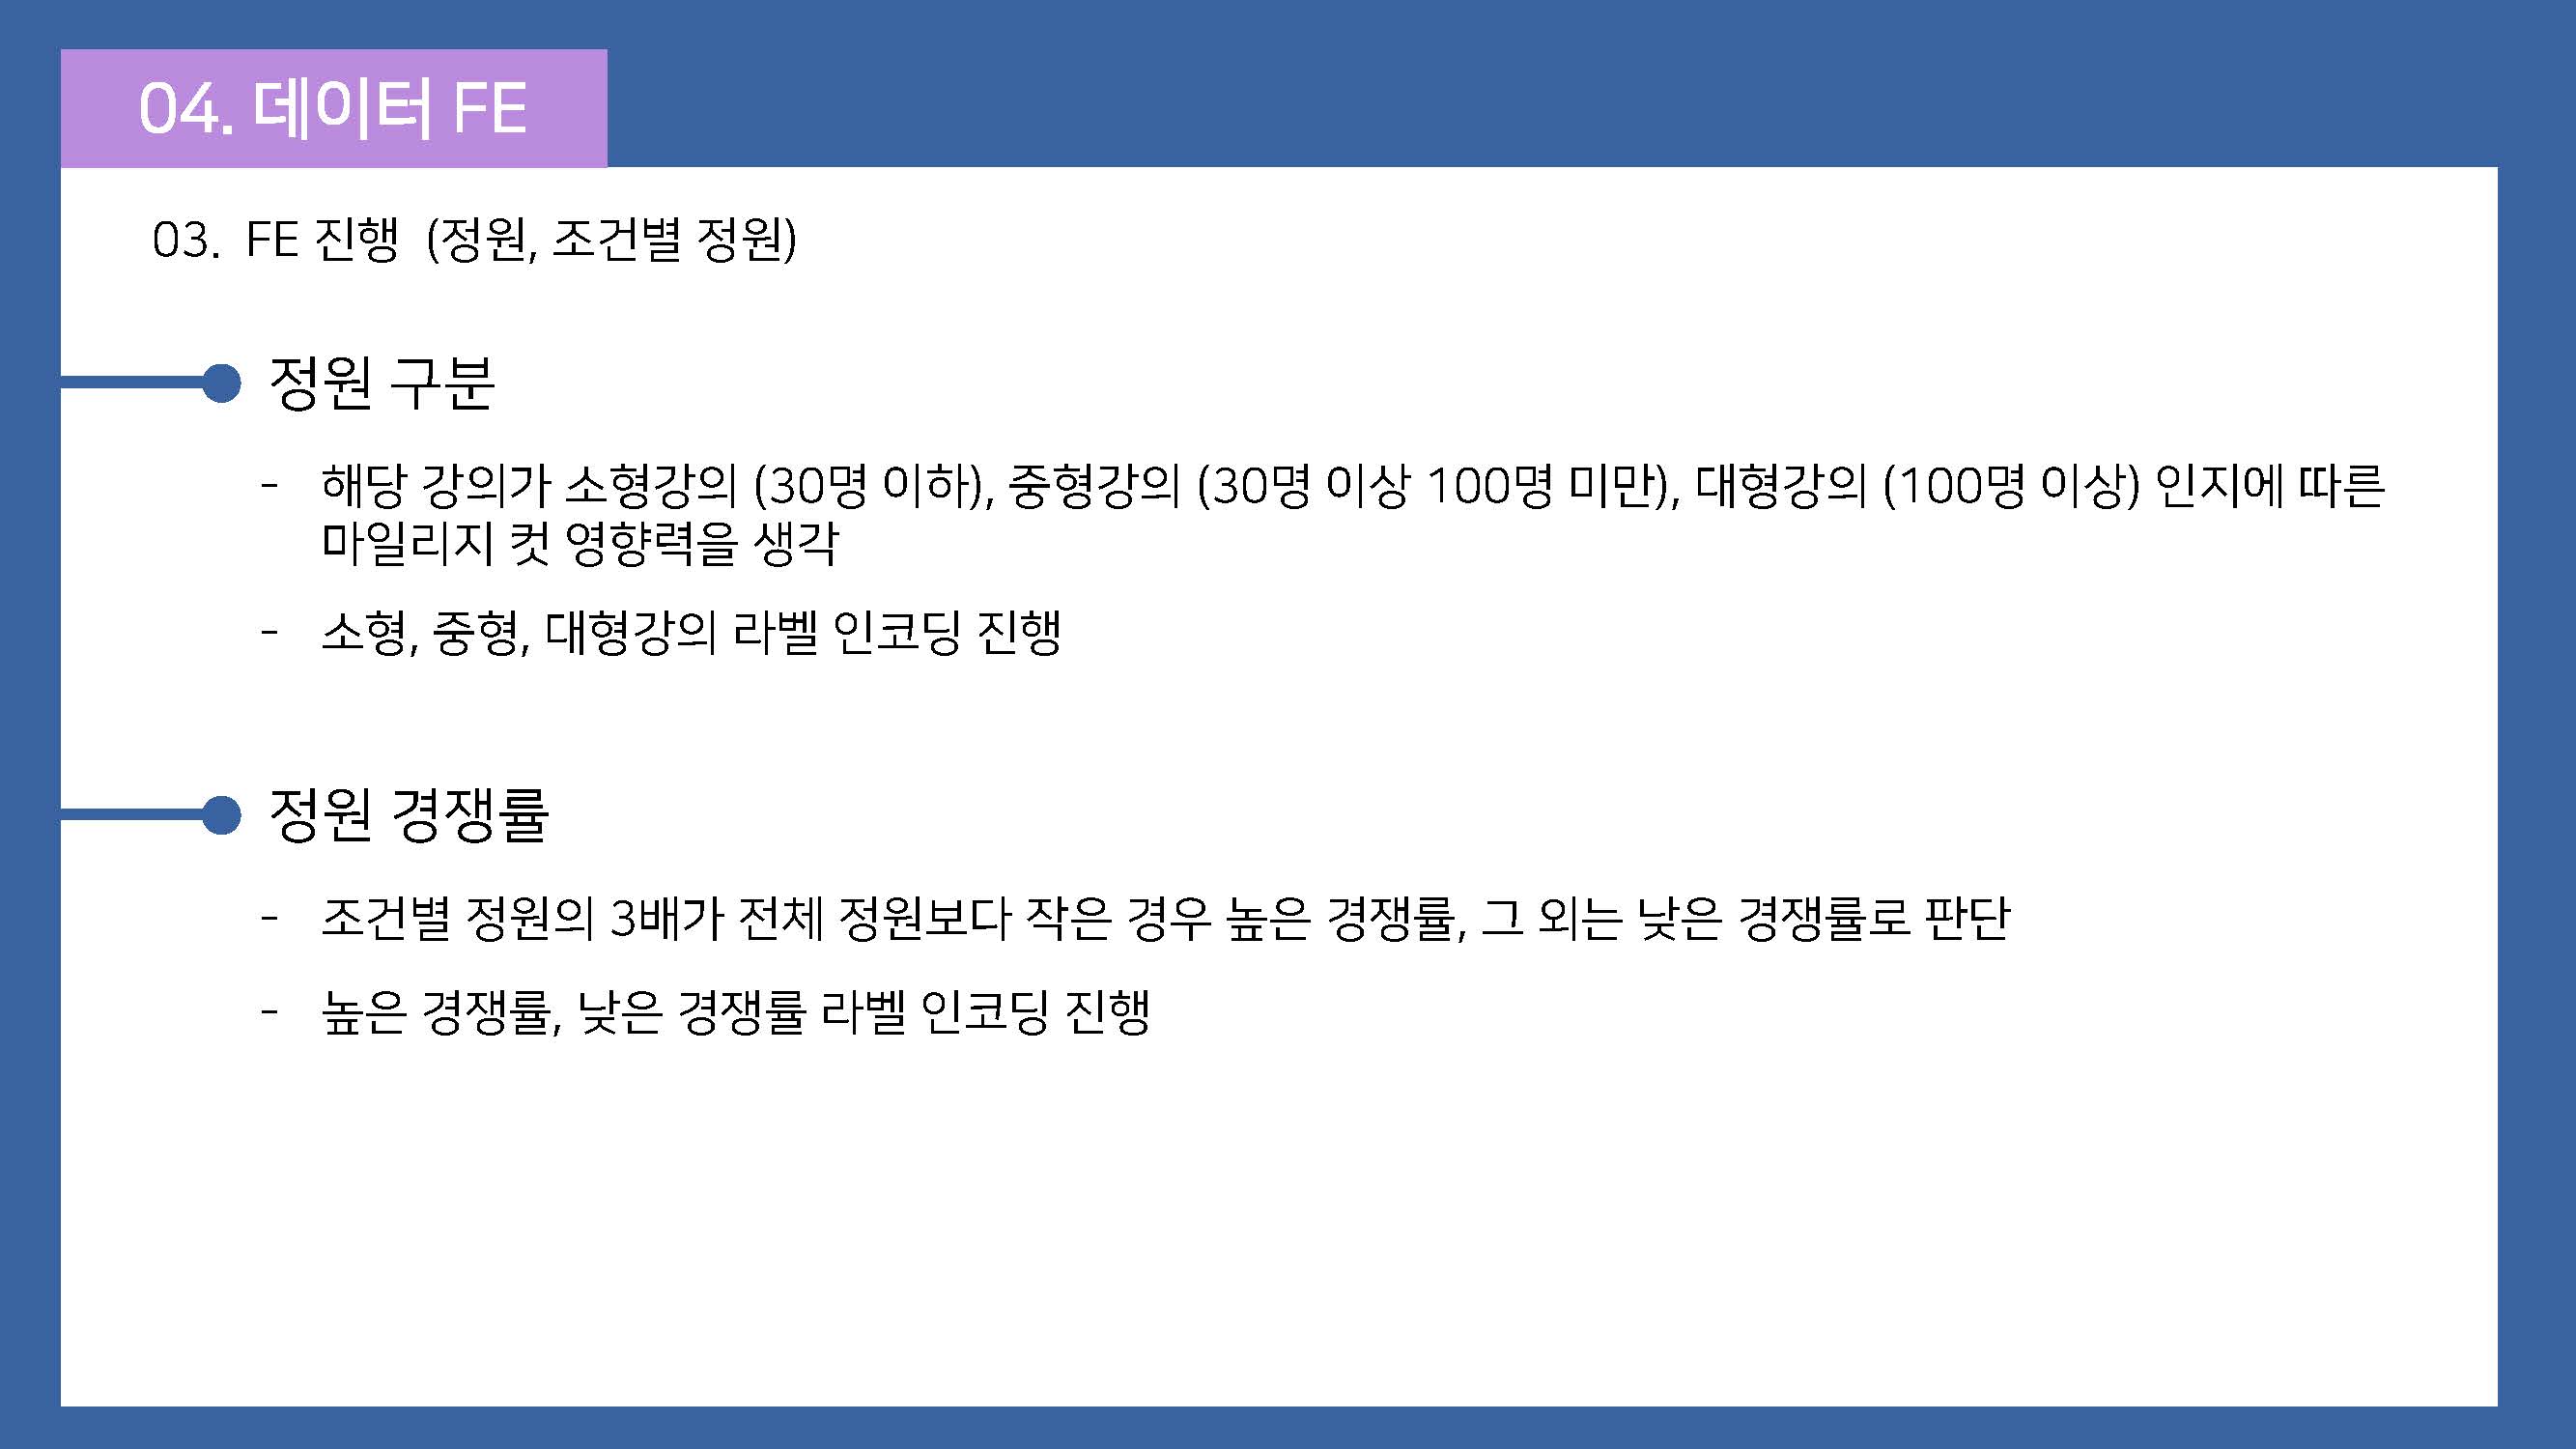 04. 데이터 FE
03. FE 진행 (정원, 조건별 정원)
정원 구분
- 해당 강의가 소형강의 (30명 이하), 중형강의 (30명 이상 100명 미만), 대형강의 (100명 이상) 인지에 따른
마일리지 컷 영향력을 생각
- 소형, 중형, 대형강의 라벨 인코딩 진행
정원 경쟁률
- 조건별 정원의 3배가 전체 정원보다 작은 경우 높은 경쟁률, 그 외는 낮은 경쟁률로 판단
- 높은 경쟁률, 낮은 경쟁률 라벨 인코딩 진행